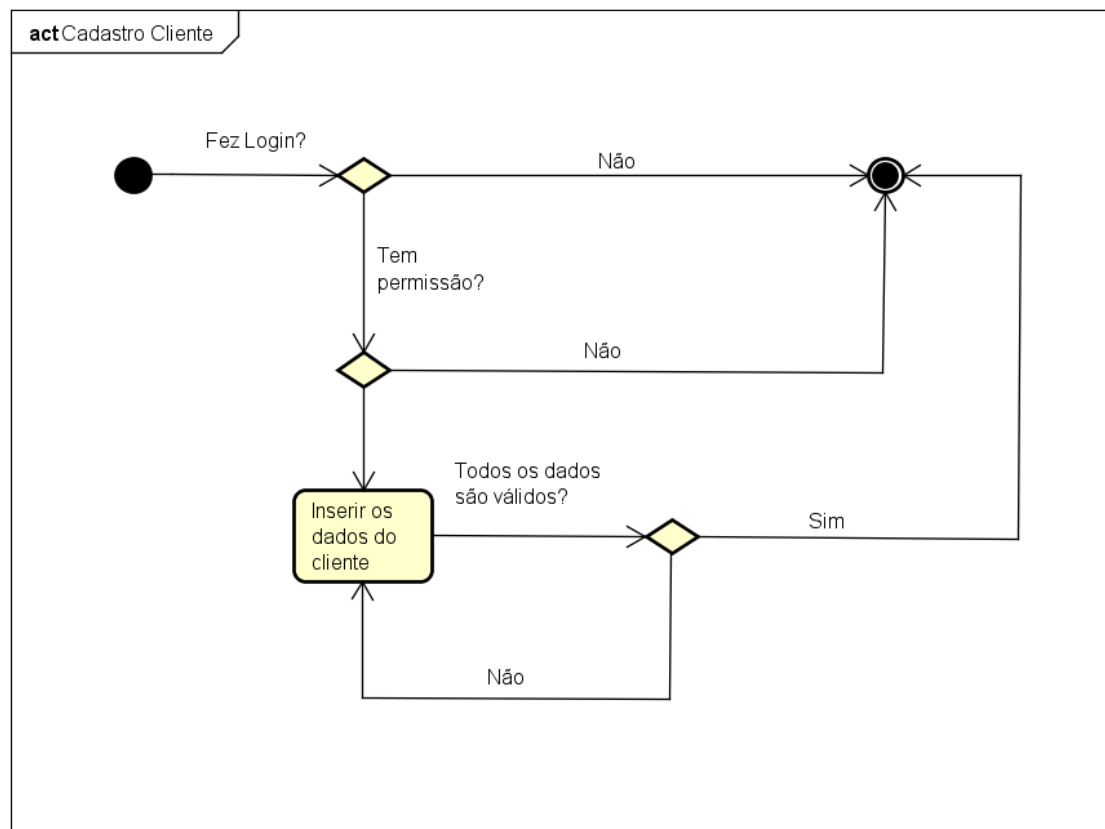 act Cadastro Cliente
Fez Login?
Não
Tem
permissão?
Não
Todos os dados
são válidos?
Inserir os
dados do
cliente
Sim
Não